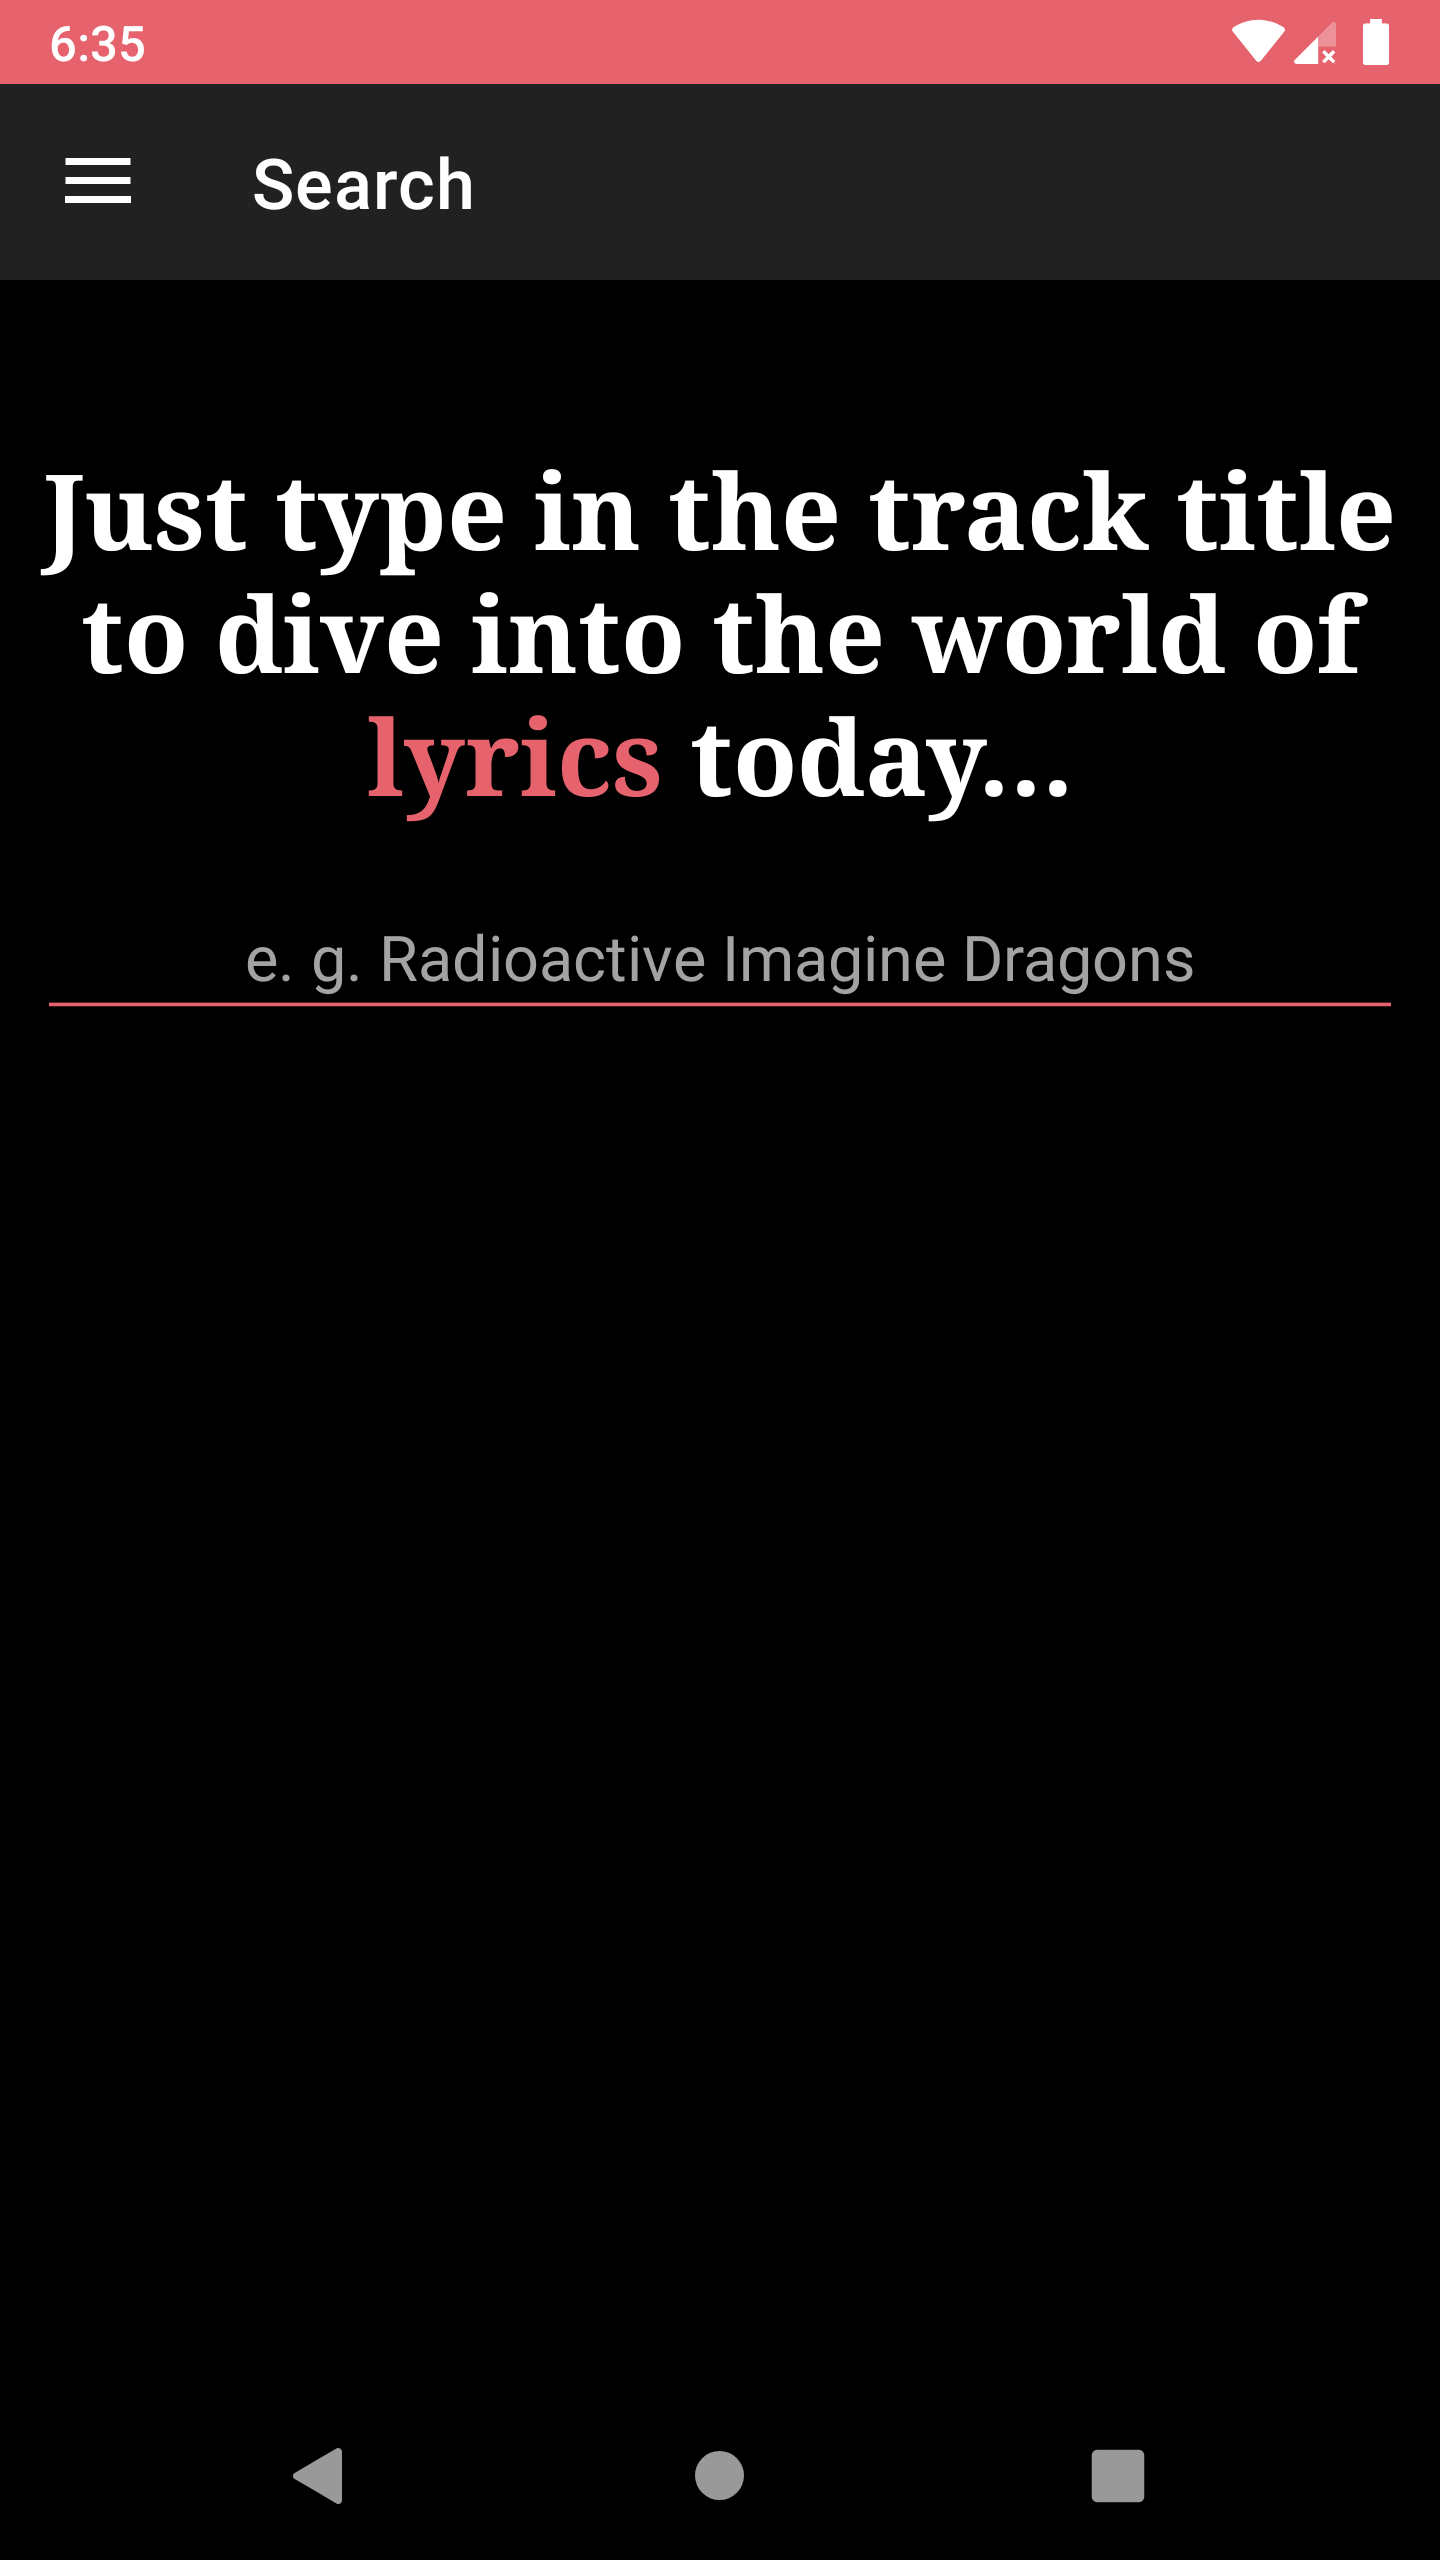 6:35
Search
Just type in the track title
to dive into the world of
lyrics today...
e. g. Radioactive Imagine Dragons